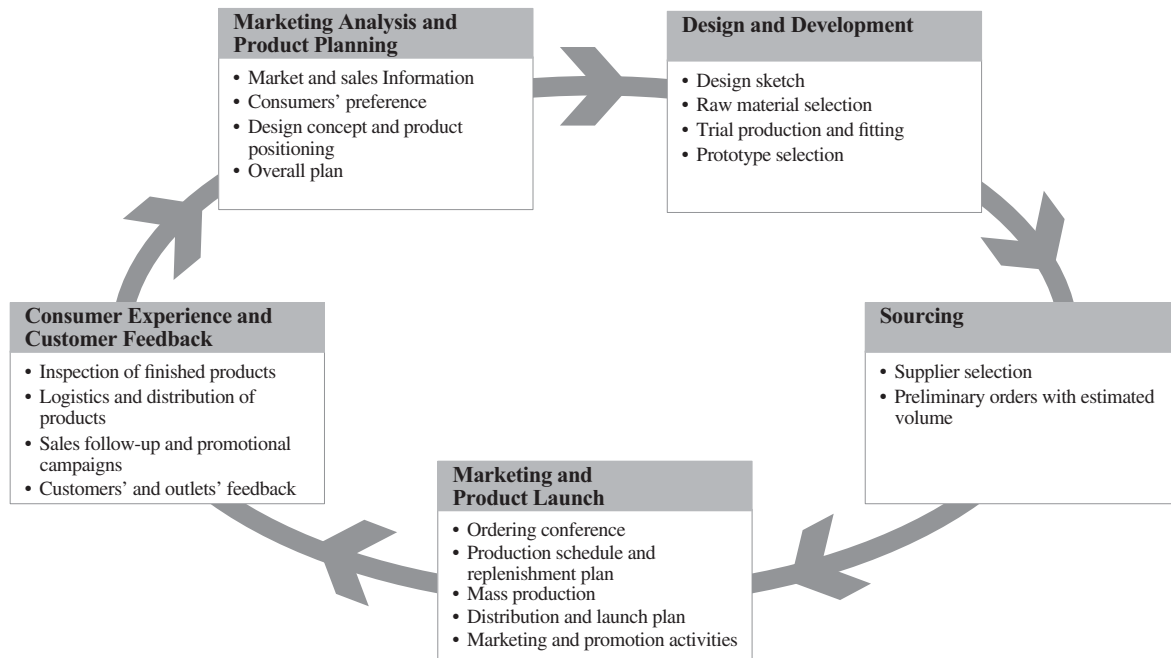 Marketing Analysis and
Product Planning
• Market and sales Information
• Consumers' preference
• Design concept and product
positioning
• Overall plan
Design and Development
• Design sketch
• Raw material selection
• Trial production and fitting
• Prototype selection
Sourcing
• Supplier selection
• Preliminary orders with estimated
volume
Marketing and
Product Launch
• Ordering conference
• Production schedule and
replenishment plan
• Mass production
• Distribution and launch plan
• Marketing and promotion activities
Consumer Experience and
Customer Feedback
• Inspection of finished products
• Logistics and distribution of
products
• Sales follow-up and promotional
campaigns
• Customers' and outlets' feedback